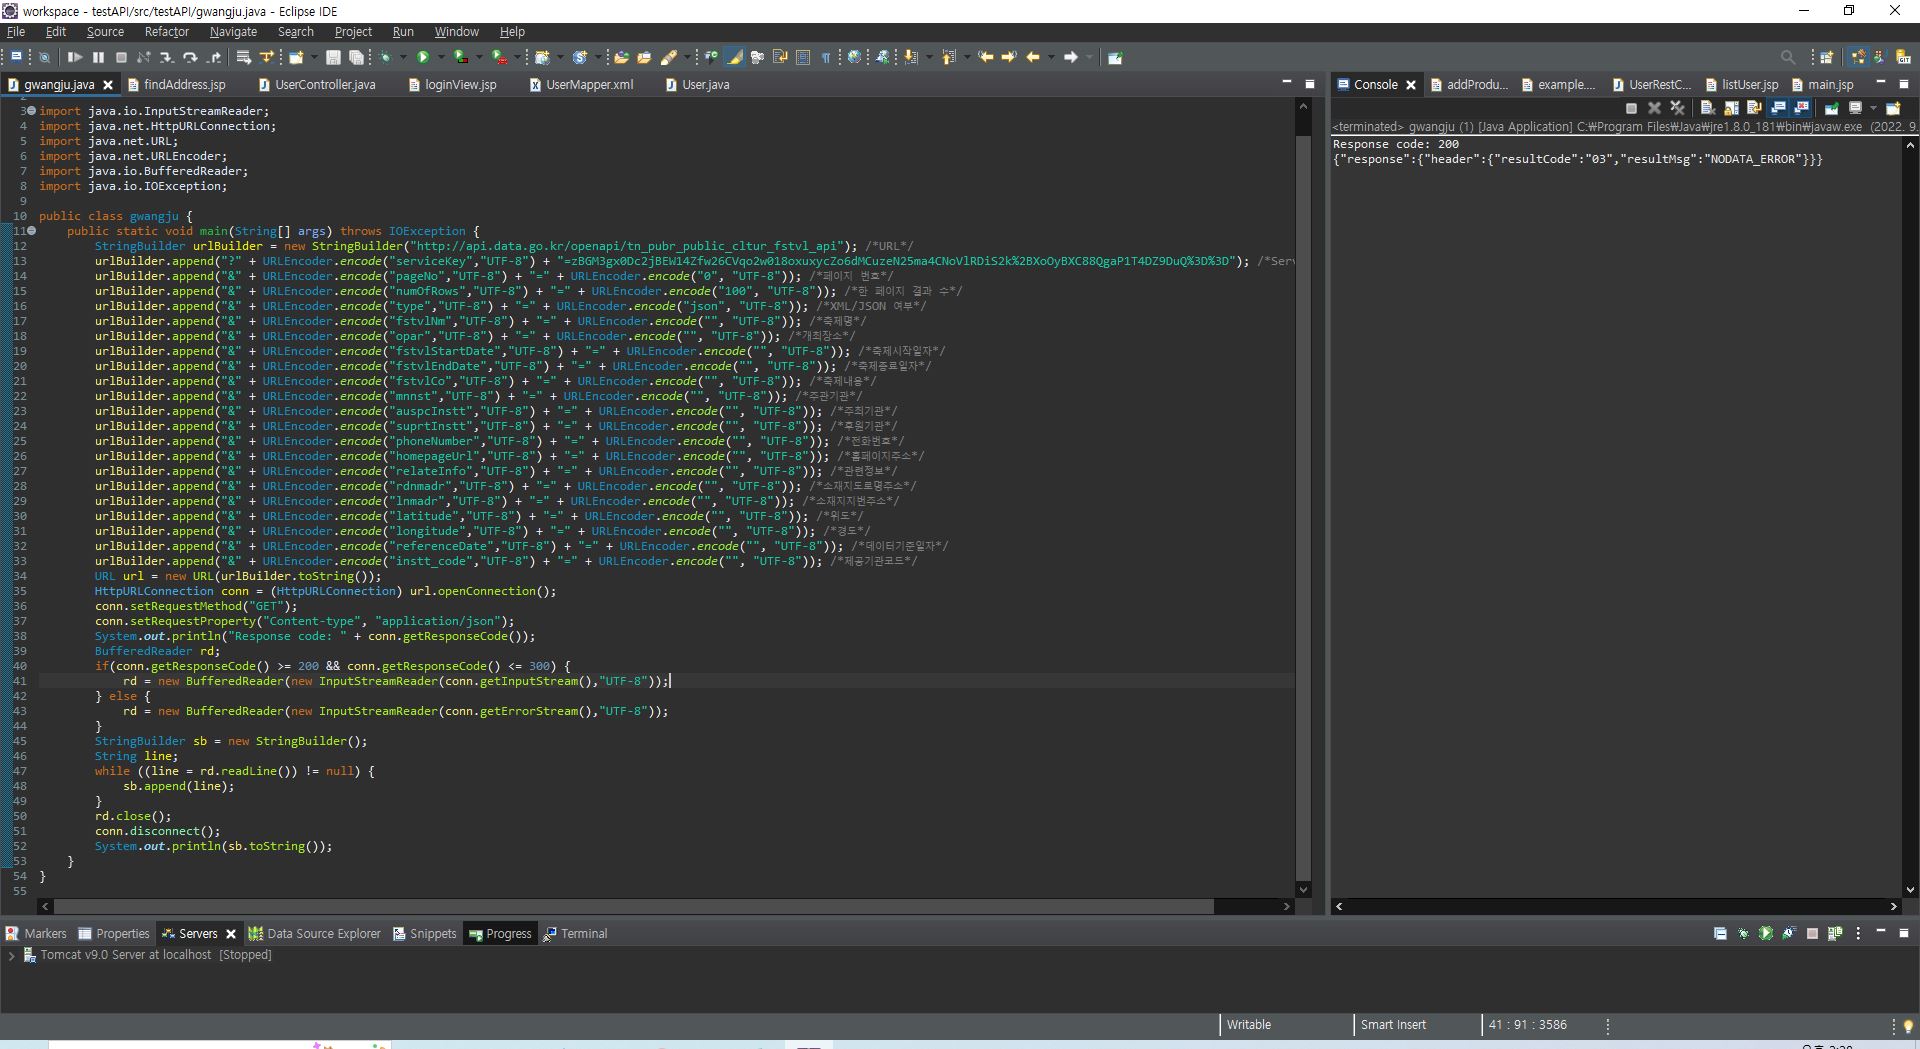 workspace - testAPI/src/testAPI/gwangju.java - Eclipse IDE
File Edit Source Refactor Navigate Search Project Run Window Help
gwangju.java findAddress.jsp UserController.java loginView.jsp UserMapper.xml User.java
3 import java.io.InputStreamReader;
4 import java.net.HttpURLConnection;
5 import java.net.URL;
6 import java.net.URLEncoder;
7 import java.io.BufferedReader;
8 import java.io.IOException;
9
10 public class gwangju {
11 public static void main(String[] args) throws IOException {
12 StringBuilder urlBuilder = new StringBuilder("http://api.data.go.kr/openapi/tn_pubr_public_cltur_fstvl_api"); /*URL*/
13 urlBuilder.append("?" + URLEncoder.encode("serviceKey","UTF-8") + "=zBGM3gx0Dc2jBEWl4Zfw26CVqo2w018oxuxycZo6dMCuzeN25ma4CNoVlRDiS2k%2BXoOyBXC88QgaP1T4DZ9DuQ%3D%3D"); /*Serv
14 urlBuilder.append("&" + URLEncoder.encode("pageNo","UTF-8") + "=" + URLEncoder.encode("0", "UTF-8")); /*페이지 번호*/
15 urlBuilder.append("&" + URLEncoder.encode("numOfRows","UTF-8") + "=" + URLEncoder.encode("100", "UTF-8")); /*한 페이지 결과 수*/
16 urlBuilder.append("&" + URLEncoder.encode("type","UTF-8") + "=" + URLEncoder.encode("json", "UTF-8")); /*XML/JSON 여부*/
17 urlBuilder.append("&" + URLEncoder.encode("fstvlNm","UTF-8") + "=" + URLEncoder.encode("", "UTF-8")); /*축제명*/
18 urlBuilder.append("&" + URLEncoder.encode("opar","UTF-8") + "=" + URLEncoder.encode("", "UTF-8")); /*개최장소*/
19 urlBuilder.append("&" + URLEncoder.encode("fstvlStartDate","UTF-8") + "=" + URLEncoder.encode("", "UTF-8")); /*축제시작일자*/
20 urlBuilder.append("&" + URLEncoder.encode("fstvlEndDate","UTF-8") + "=" + URLEncoder.encode("", "UTF-8")); /*축제종료일자*/
21 urlBuilder.append("&" + URLEncoder.encode("fstvlCo","UTF-8") + "=" + URLEncoder.encode("", "UTF-8")); /*축제내용*/
22 urlBuilder.append("&" + URLEncoder.encode("mnnst","UTF-8") + "=" + URLEncoder.encode("", "UTF-8")); /*주관기관*/
23 urlBuilder.append("&" + URLEncoder.encode("auspcInstt","UTF-8") + "=" + URLEncoder.encode("", "UTF-8")); /*주최기관*/
24 urlBuilder.append("&" + URLEncoder.encode("suprtInstt","UTF-8") + "=" + URLEncoder.encode("", "UTF-8")); /*후원기관*/
25 urlBuilder.append("&" + URLEncoder.encode("phoneNumber","UTF-8") + "=" + URLEncoder.encode("", "UTF-8")); /*전화번호*/
26 urlBuilder.append("&" + URLEncoder.encode("homepageUrl","UTF-8") + "=" + URLEncoder.encode("", "UTF-8")); /*홈페이지주소*/
27 urlBuilder.append("&" + URLEncoder.encode("relateInfo","UTF-8") + "=" + URLEncoder.encode("", "UTF-8")); /*관련정보*/
28 urlBuilder.append("&" + URLEncoder.encode("rdnmadr","UTF-8") + "=" + URLEncoder.encode("", "UTF-8")); /*소재지도로명주소*/
29 urlBuilder.append("&" + URLEncoder.encode("lnmadr","UTF-8") + "=" + URLEncoder.encode("", "UTF-8")); /*소재지지번주소*/
30 urlBuilder.append("&" + URLEncoder.encode("latitude","UTF-8") + "=" + URLEncoder.encode("", "UTF-8")); /*위도*/
31 urlBuilder.append("&" + URLEncoder.encode("longitude","UTF-8") + "=" + URLEncoder.encode("", "UTF-8")); /*경도*/
32 urlBuilder.append("&" + URLEncoder.encode("referenceDate","UTF-8") + "=" + URLEncoder.encode("", "UTF-8")); /*데이터기준일자*/
33 urlBuilder.append("&" + URLEncoder.encode("instt_code","UTF-8") + "=" + URLEncoder.encode("", "UTF-8")); /*제공기관코드*/
34 URL url = new URL(urlBuilder.toString());
35 HttpURLConnection conn = (HttpURLConnection) url.openConnection();
36 conn.setRequestMethod("GET");
37 conn.setRequestProperty("Content-type", "application/json");
38 System.out.println("Response code: " + conn.getResponseCode());
39 BufferedReader rd;
40 if(conn.getResponseCode() >= 200 && conn.getResponseCode() <= 300) {
41 rd = new BufferedReader(new InputStreamReader(conn.getInputStream(),"UTF-8"));
42 } else {
43 rd = new BufferedReader(new InputStreamReader(conn.getErrorStream(),"UTF-8"));
44 }
45 StringBuilder sb = new StringBuilder();
46 String line;
47 while ((line = rd.readLine()) != null) {
48 sb.append(line);
49 }
50 rd.close();
51 conn.disconnect();
52 System.out.println(sb.toString());
53 }
54 }
55
Console addProdu... example.... UserRestC... listUser.jsp main.jsp
<terminated> gwangju (1) [Java Application] C:₩Program Files₩Java₩jre1.8.0_181₩bin₩javaw.exe (2022. 9.
Response code: 200
{"response":{"header":{"resultCode":"03","resultMsg":"NODATA_ERROR"}}}
Markers Properties Servers Data Source Explorer Snippets Progress Terminal
Tomcat v9.0 Server at localhost [Stopped]
Writable Smart Insert 41 : 91 : 3586